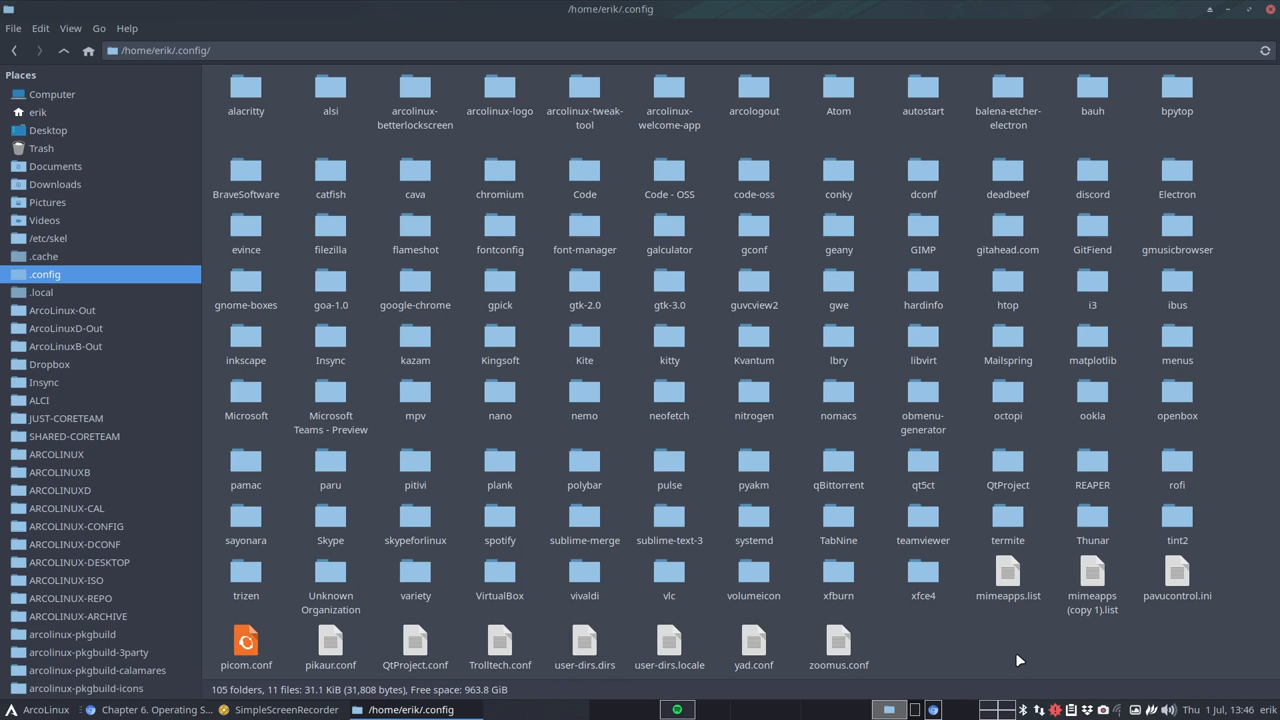 /home/erik/.config
File Edit View Go Help
/home/erik/.config/
Places
Computer
erik
Desktop
Trash
Documents
Downloads
Pictures
Videos
/etc/skel
.cache
.config
.local
ArcoLinux-Out
ArcoLinuxD-Out
ArcoLinuxB-Out
Dropbox
Insync
ALCI
JUST-CORETEAM
SHARED-CORETEAM
ARCOLINUX
ARCOLINUXB
ARCOLINUXD
ARCOLINUX-CAL
ARCOLINUX-CONFIG
ARCOLINUX-DCONF
ARCOLINUX-DESKTOP
ARCOLINUX-ISO
ARCOLINUX-REPO
ARCOLINUX-ARCHIVE
arcolinux-pkgbuild
arcolinux-pkgbuild-3party
arcolinux-pkgbuild-calamares
arcolinux-pkgbuild-icons
alacritty alsi arcolinux- arcolinux-logo arcolinux-tweak- arcolinux- arcologout Atom autostart balena-etcher- bauh bpytop
betterlockscreen tool welcome-app electron
BraveSoftware catfish cava chromium Code Code - OSS code-oss conky dconf deadbeef discord Electron
evince filezilla flameshot fontconfig font-manager galculator gconf geany GIMP gitahead.com GitFiend gmusicbrowser
gnome-boxes goa-1.0 google-chrome gpick gtk-2.0 gtk-3.0 guvcview2 gwe hardinfo htop i3 ibus
inkscape Insync kazam Kingsoft Kite kitty Kvantum lbry libvirt Mailspring matplotlib menus
Microsoft Microsoft mpv nano nemo neofetch nitrogen nomacs obmenu- octopi ookla openbox
Teams - Preview generator
pamac paru pitivi plank polybar pulse pyakm qBittorrent qt5ct QtProject REAPER rofi
sayonara Skype skypeforlinux spotify sublime-merge sublime-text-3 systemd TabNine teamviewer termite Thunar tint2
trizen Unknown variety VirtualBox vivaldi vlc volumeicon xfburn xfce4 mimeapps.list mimeapps pavucontrol.ini
Organization (copy 1).list
picom.conf pikaur.conf QtProject.conf Trolltech.conf user-dirs.dirs user-dirs.locale yad.conf zoomus.conf
105 folders, 11 files: 31.1 KiB (31,808 bytes), Free space: 963.8 GiB
ArcoLinux Chapter 6. Operating S... SimpleScreenRecorder /home/erik/.config Thu 1 Jul, 13:46 erik